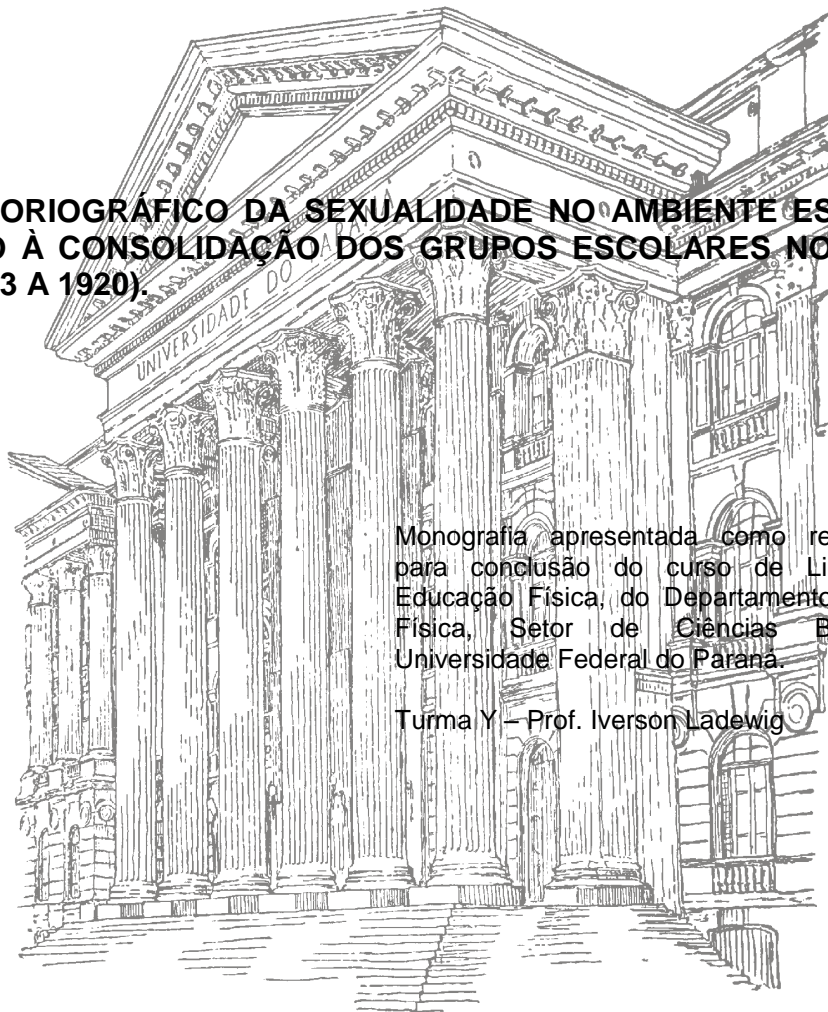 ORIOGRÁFICO DA SEXUALIDADE NO AMBIENTE ES
O À CONSOLIDAÇÃO DOS GRUPOS ESCOLARES NO
3 A 1920).
UNIVERSIDADE DO PARANÁ
Monografia apresentada como re
para conclusão do curso de Li
Educação Física, do Departamento
Física, Setor de Ciências B
Universidade Federal do Paraná.
Turma Y – Prof. Iverson Ladewig